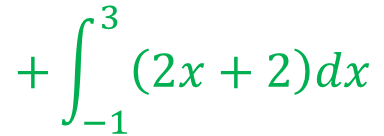 + ∫₋₁³ (2x + 2)dx